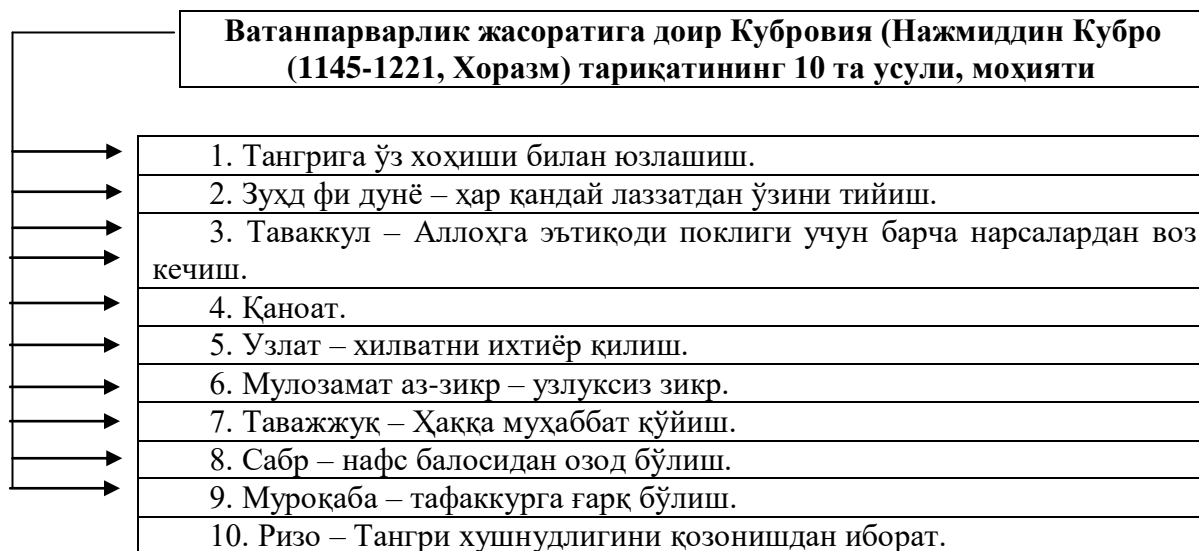 Ватанпарварлик жасоратига доир Кубровия (Нажмиддин Кубро
(1145-1221, Хоразм) тариқатининг 10 та усули, моҳияти
1. Тангрига ўз хоҳиши билан юзлашиш.
2. Зуҳд фи дунё – ҳар қандай лаззатдан ўзини тийиш.
3. Таваккул – Аллоҳга эътиқоди поклиги учун барча нарсалардан воз
кечиш.
4. Қаноат.
5. Узлат – хилватни ихтиёр қилиш.
6. Мулозамат аз-зикр – узлуксиз зикр.
7. Таважжуқ – Ҳаққа муҳаббат қўйиш.
8. Сабр – нафс балосидан озод бўлиш.
9. Муроқаба – тафаккурга ғарқ бўлиш.
10. Ризо – Тангри хушнудлигини қозонишдан иборат.